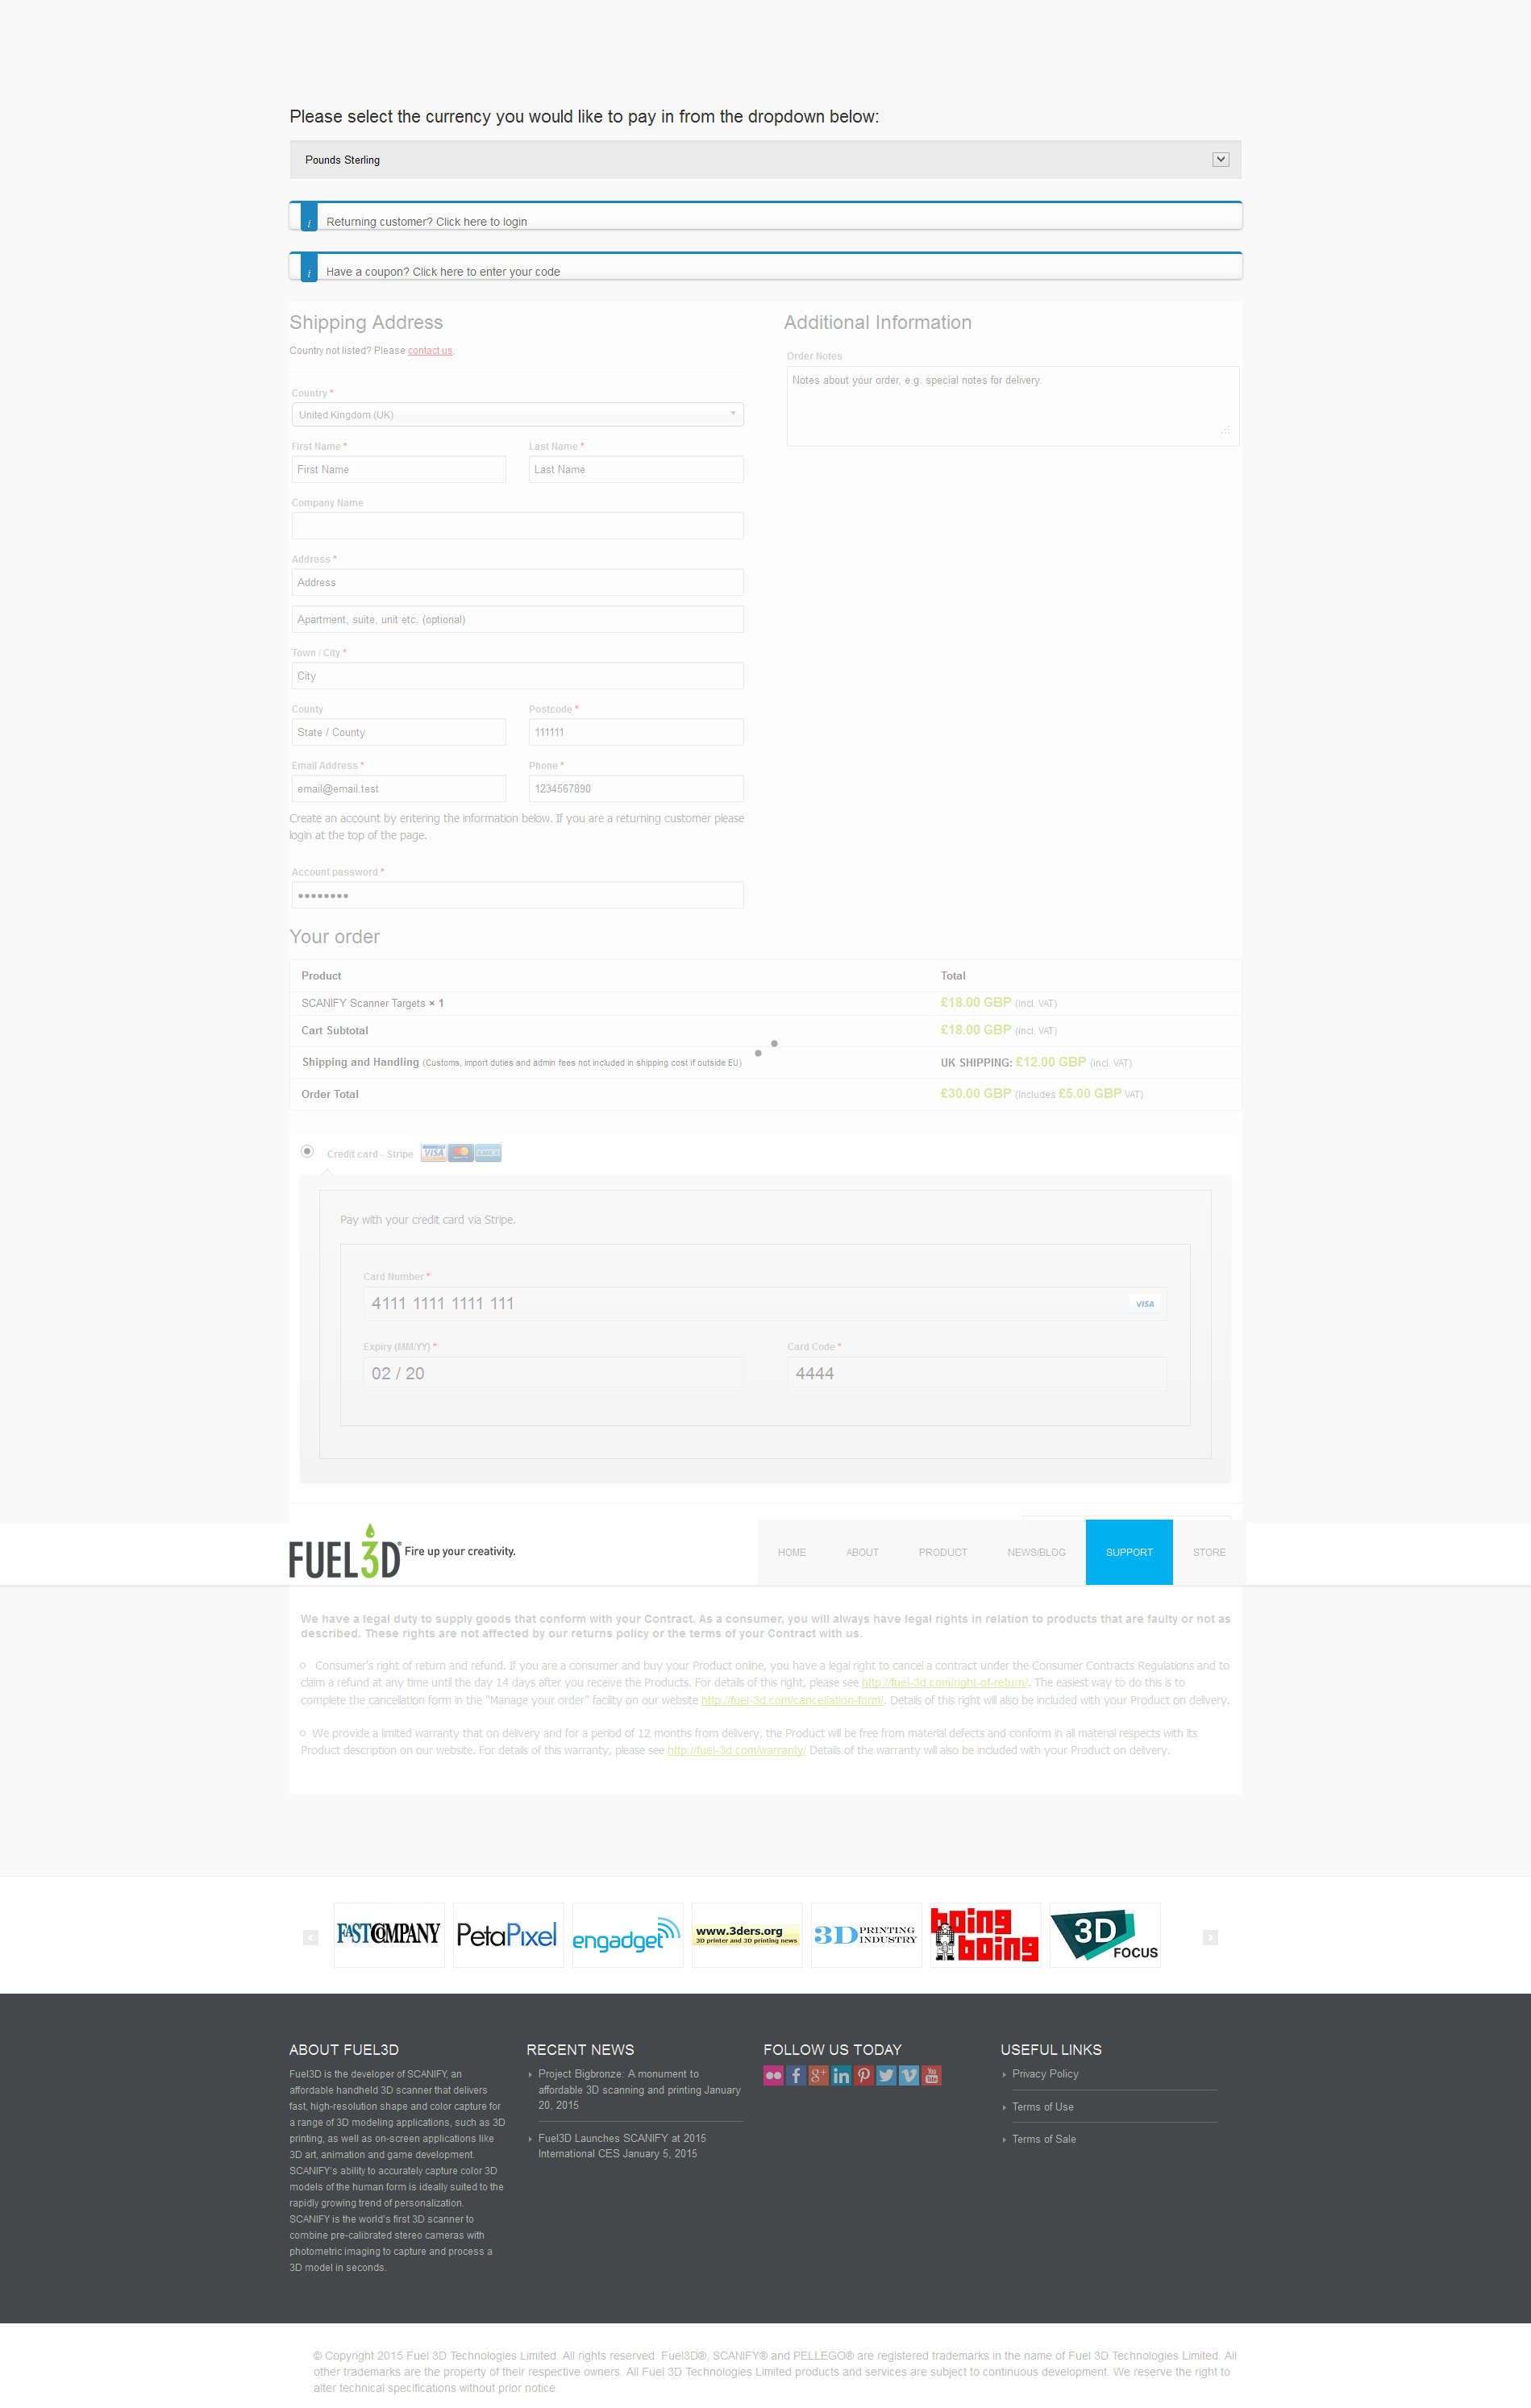 Please select the currency you would like to pay in from the dropdown below:
Pounds Sterling
i Returning customer? Click here to login
i Have a coupon? Click here to enter your code
Shipping Address
Country not listed? Please contact us.
Country *
United Kingdom (UK)
First Name * Last Name *
First Name Last Name
Company Name
Address *
Address
Apartment, suite, unit etc. (optional)
Town / City *
City
County Postcode *
State / County 111111
Email Address * Phone *
email@email.test 1234567890
Create an account by entering the information below. If you are a returning customer please
login at the top of the page.
Account password *
••••••••
Additional Information
Order Notes
Notes about your order, e.g. special notes for delivery.
Your order
Product Total
SCANIFY Scanner Targets × 1 £18.00 GBP (incl. VAT)
Cart Subtotal £18.00 GBP (incl. VAT)
Shipping and Handling (Customs, import duties and admin fees not included in shipping cost if outside EU) UK SHIPPING: £12.00 GBP (incl. VAT)
Order Total £30.00 GBP (Includes £5.00 GBP VAT)
Credit card - Stripe VISA MasterCard AMEX
Pay with your credit card via Stripe.
Card Number *
4111 1111 1111 111 VISA
Expiry (MM/YY) * Card Code *
02 / 20 4444
FUEL3D® Fire up your creativity. HOME ABOUT PRODUCT NEWS/BLOG SUPPORT STORE
We have a legal duty to supply goods that conform with your Contract. As a consumer, you will always have legal rights in relation to products that are faulty or not as
described. These rights are not affected by our returns policy or the terms of your Contract with us.
Consumer's right of return and refund. If you are a consumer and buy your Product online, you have a legal right to cancel a contract under the Consumer Contracts Regulations and to
claim a refund at any time until the day 14 days after you receive the Products. For details of this right, please see http://fuel-3d.com/right-of-return/. The easiest way to do this is to
complete the cancellation form in the "Manage your order" facility on our website http://fuel-3d.com/cancellation-form/. Details of this right will also be included with your Product on delivery.
We provide a limited warranty that on delivery and for a period of 12 months from delivery, the Product will be free from material defects and conform in all material respects with its
Product description on our website. For details of this warranty, please see http://fuel-3d.com/warranty/ Details of the warranty will also be included with your Product on delivery.
FAST COMPANY
PetaPixel
engadget
www.3ders.org
3D printer and 3D printing news
3D PRINTING
INDUSTRY
boing
boing
3D
FOCUS
ABOUT FUEL3D
Fuel3D is the developer of SCANIFY, an
affordable handheld 3D scanner that delivers
fast, high-resolution shape and color capture for
a range of 3D modeling applications, such as 3D
printing, as well as on-screen applications like
3D art, animation and game development.
SCANIFY's ability to accurately capture color 3D
models of the human form is ideally suited to the
rapidly growing trend of personalization.
SCANIFY is the world's first 3D scanner to
combine pre-calibrated stereo cameras with
photometric imaging to capture and process a
3D model in seconds.
RECENT NEWS
Project Bigbronze: A monument to
affordable 3D scanning and printing January
20, 2015
Fuel3D Launches SCANIFY at 2015
International CES January 5, 2015
FOLLOW US TODAY
f g+ in You Tube
USEFUL LINKS
Privacy Policy
Terms of Use
Terms of Sale
© Copyright 2015 Fuel 3D Technologies Limited. All rights reserved. Fuel3D®, SCANIFY® and PELLEGO® are registered trademarks in the name of Fuel 3D Technologies Limited. All
other trademarks are the property of their respective owners. All Fuel 3D Technologies Limited products and services are subject to continuous development. We reserve the right to
alter technical specifications without prior notice.